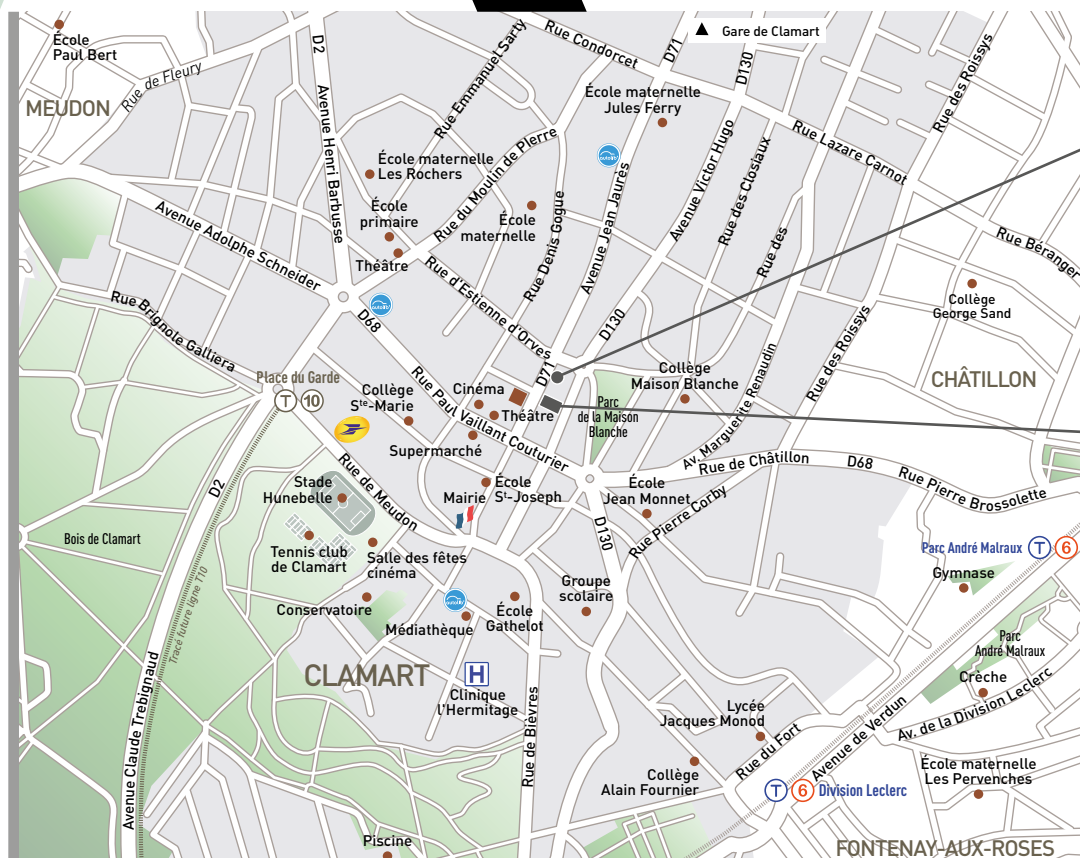 Gare de Clamart
École
Paul Bert
MEUDON
Rue de Fleury
D2
Avenue Henri Barbusse
Rue Emmanuel Sarty
Rue Condorcet
D71
D130
Rue des Roissys
École maternelle
Jules Ferry
Rue Lazare Carnot
École maternelle
Les Rochers
Rue du Moulin de Pierre
autolib'
Avenue Victor Hugo
Rue des Closiaux
École
primaire
École
maternelle
Théâtre
Avenue Adolphe Schneider
Rue d'Estienne d'Orves
Rue Denis Gogue
Avenue Jean Jaurès
Rue des
Rue Béranger
Collège
George Sand
Rue Brignole Galliera
autolib'
D68
D130
Rue des Roissys
Place du Garde
T 10
Collège
Ste-Marie
Cinéma
D71
Théâtre
Collège
Maison Blanche
Av. Marguerite Renaudin
CHÂTILLON
Parc
de la Maison
Blanche
Rue Paul Vaillant Couturier
Supermarché
Rue de Châtillon
D68
Rue Pierre Brossolette
D2
Stade
Hunebelle
Rue de Meudon
Mairie
École
St-Joseph
École
Jean Monnet
D130
Rue Pierre Corby
Bois de Clamart
Tennis club
de Clamart
Salle des fêtes
cinéma
Parc André Malraux T 6
Gymnase
Conservatoire
autolib'
Médiathèque
École
Gathelot
Groupe
scolaire
Tracé future ligne T10
Parc
André Malraux
Crèche
CLAMART
H
Clinique
l'Hermitage
Avenue Claude Trebignaud
Rue de Bièvres
Lycée
Jacques Monod
Rue du Fort
Avenue de Verdun
Av. de la Division Leclerc
Collège
Alain Fournier
T 6 Division Leclerc
École maternelle
Les Pervenches
Piscine
FONTENAY-AUX-ROSES